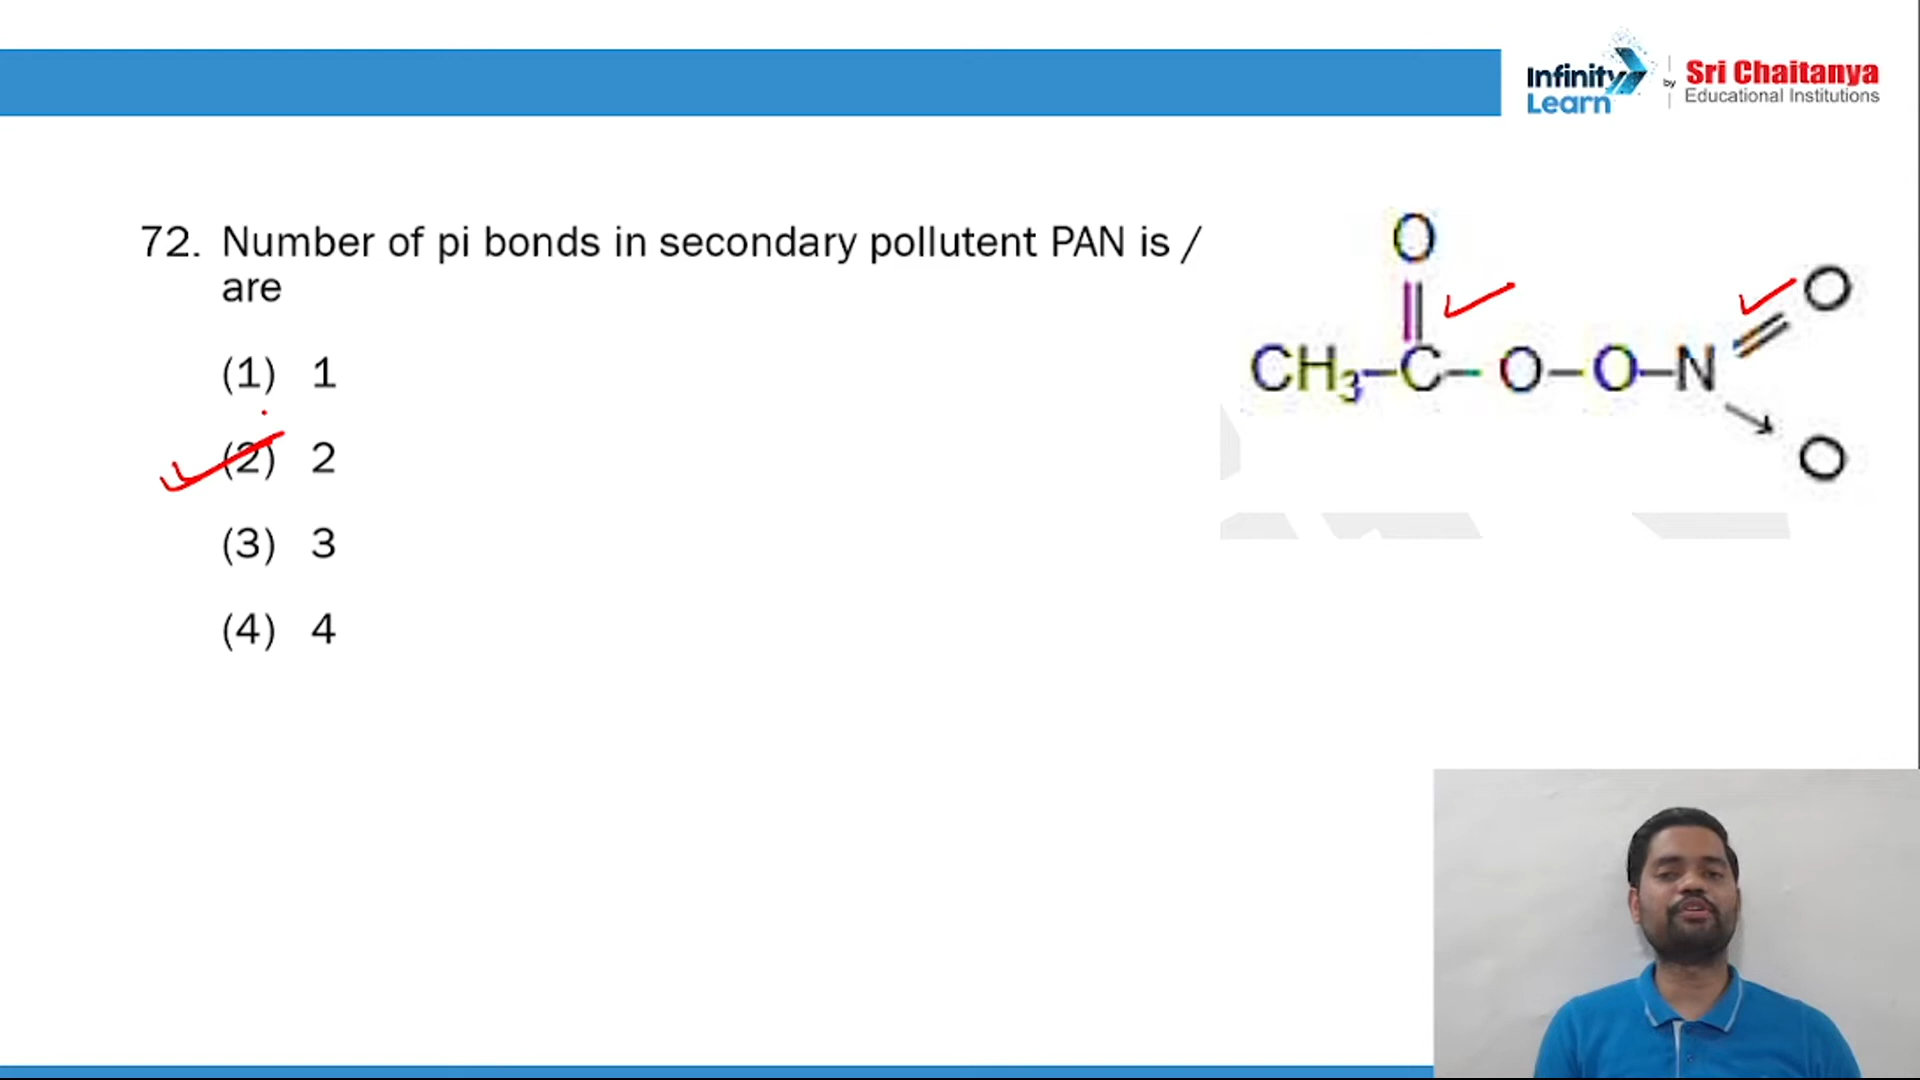 Infinity
Learn
by
Sri Chaitanya
Educational Institutions
72. Number of pi bonds in secondary pollutent PAN is /
are
(1) 1
(2) 2
(3) 3
(4) 4
O
O
CH₃–C–O–O–N
O